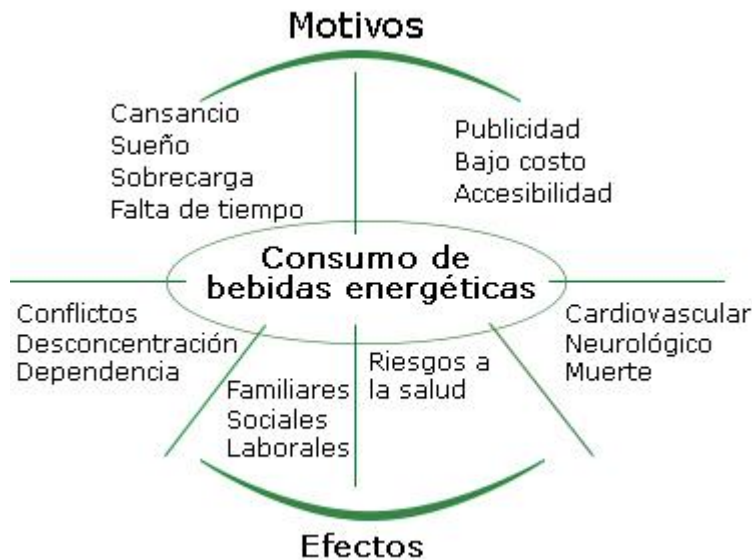 Motivos
Cansancio
Sueño
Sobrecarga
Falta de tiempo
Publicidad
Bajo costo
Accesibilidad
Consumo de
bebidas energéticas
Conflictos
Desconcentración
Dependencia
Familiares
Sociales
Laborales
Riesgos a
la salud
Cardiovascular
Neurológico
Muerte
Efectos